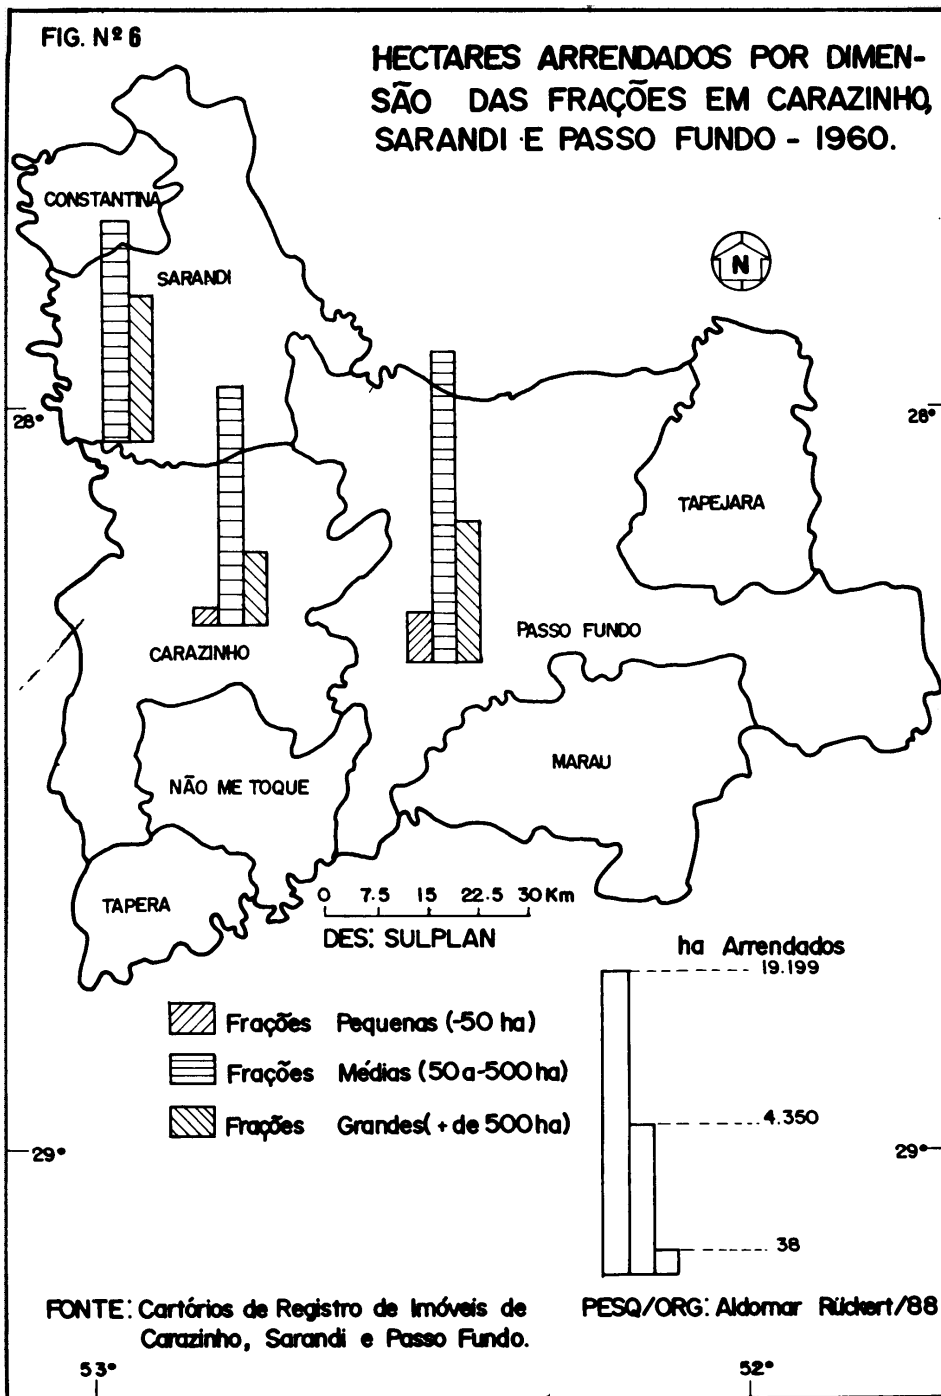 FIG. Nº 6
HECTARES ARRENDADOS POR DIMEN-
SÃO DAS FRAÇÕES EM CARAZINHO,
SARANDI E PASSO FUNDO - 1960.
CONSTANTINA
SARANDI
N
28°
28°
TAPEJARA
PASSO FUNDO
CARAZINHO
MARAU
NÃO ME TOQUE
TAPERA
0 7.5 15 22.5 30 Km
DES: SULPLAN
ha Arrendados
19.199
4.350
38
Frações Pequenas (-50 ha)
Frações Médias (50 a -500 ha)
Frações Grandes( + de 500 ha)
29°
29°
FONTE: Cartórios de Registro de Imóveis de
Carazinho, Sarandi e Passo Fundo.
PESQ/ORG: Aldomar Rückert/88
53°
52°